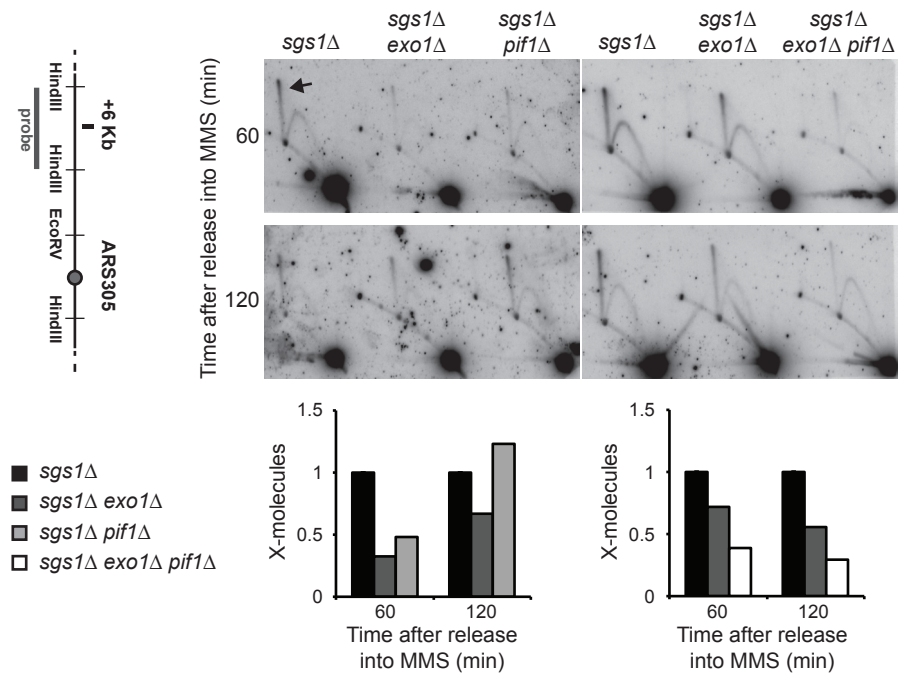 sgs1Δ
sgs1Δ
exo1Δ
sgs1Δ
pif1Δ
sgs1Δ
sgs1Δ
exo1Δ
sgs1Δ
exo1Δ pif1Δ
HindIII
probe
HindIII
EcoRV
HindIII
+6 Kb
ARS305
Time after release into MMS (min)
60
120
sgs1Δ
sgs1Δ exo1Δ
sgs1Δ pif1Δ
sgs1Δ exo1Δ pif1Δ
X-molecules
1.5
1
0.5
0
60
120
Time after release
into MMS (min)
X-molecules
1.5
1
0.5
0
60
120
Time after release
into MMS (min)